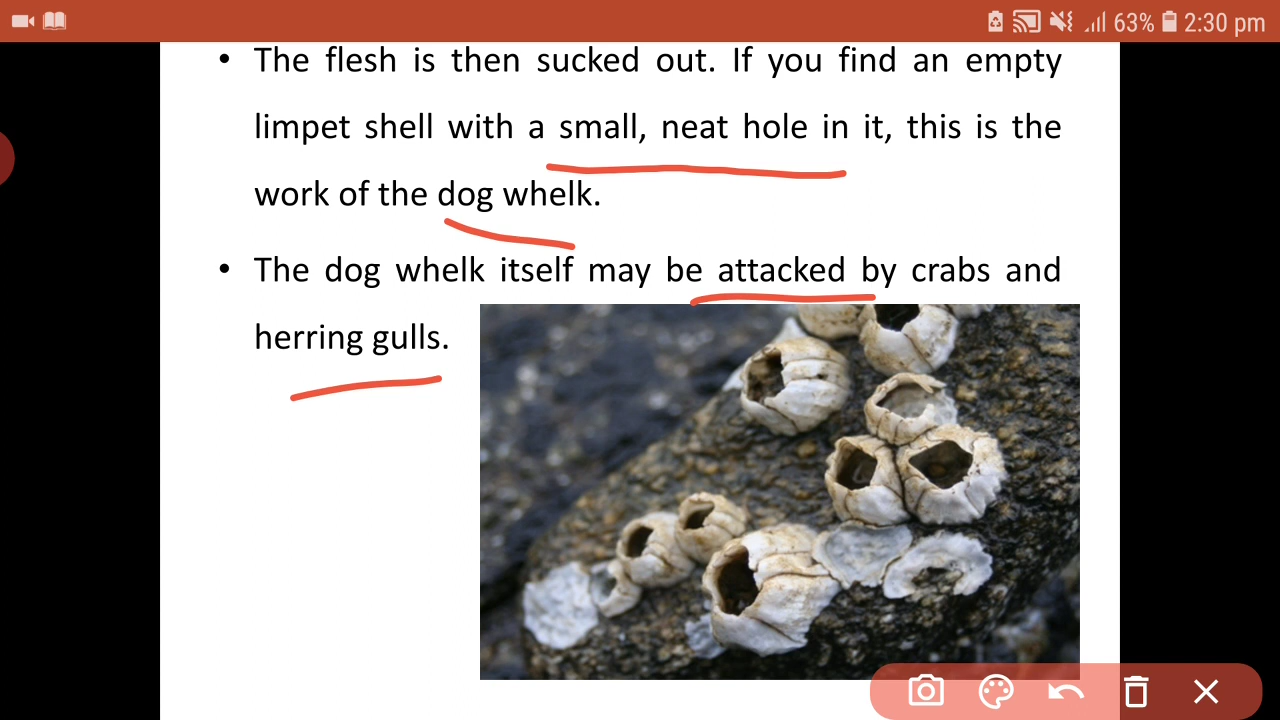 63% 2:30 pm
• The flesh is then sucked out. If you find an empty
limpet shell with a small, neat hole in it, this is the
work of the dog whelk.
• The dog whelk itself may be attacked by crabs and
herring gulls.